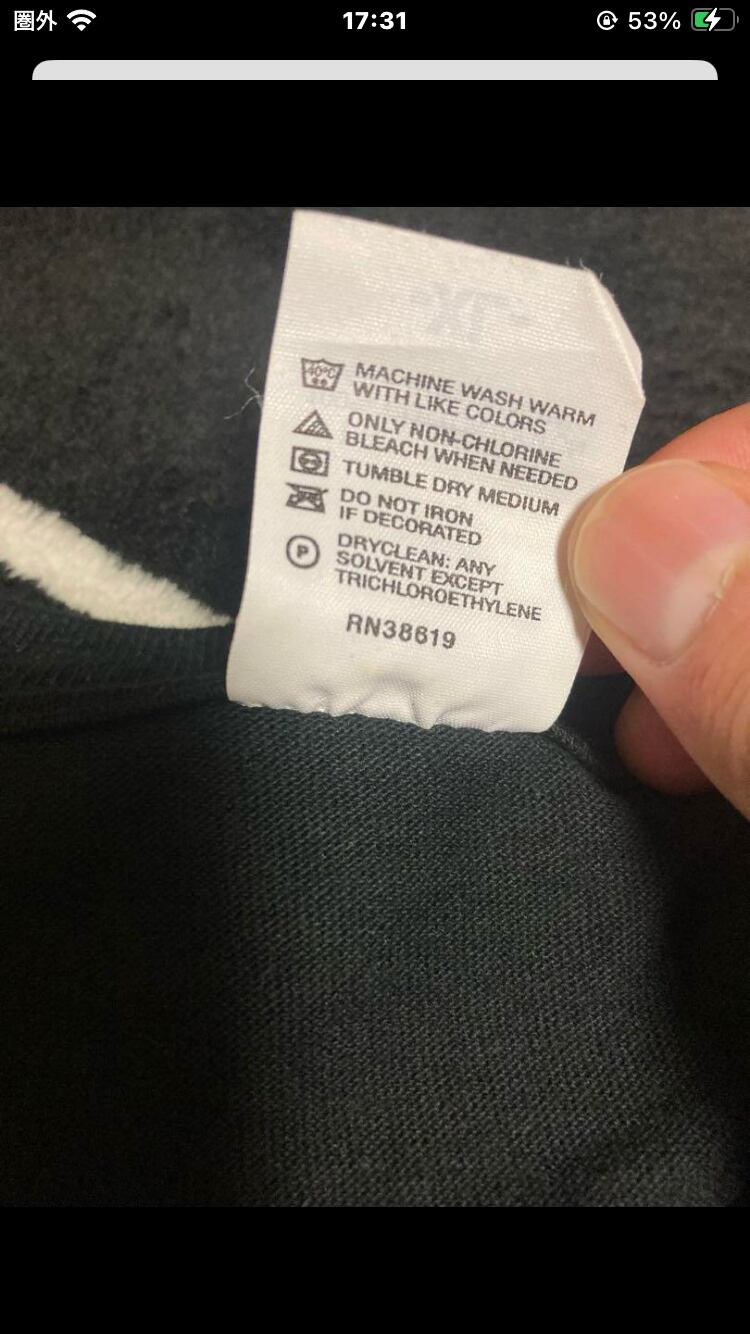 圏外 17:31 53%
40°C MACHINE WASH WARM
WITH LIKE COLORS
ONLY NON-CHLORINE
BLEACH WHEN NEEDED
TUMBLE DRY MEDIUM
DO NOT IRON
IF DECORATED
P DRYCLEAN: ANY
SOLVENT EXCEPT
TRICHLOROETHYLENE
RN38619